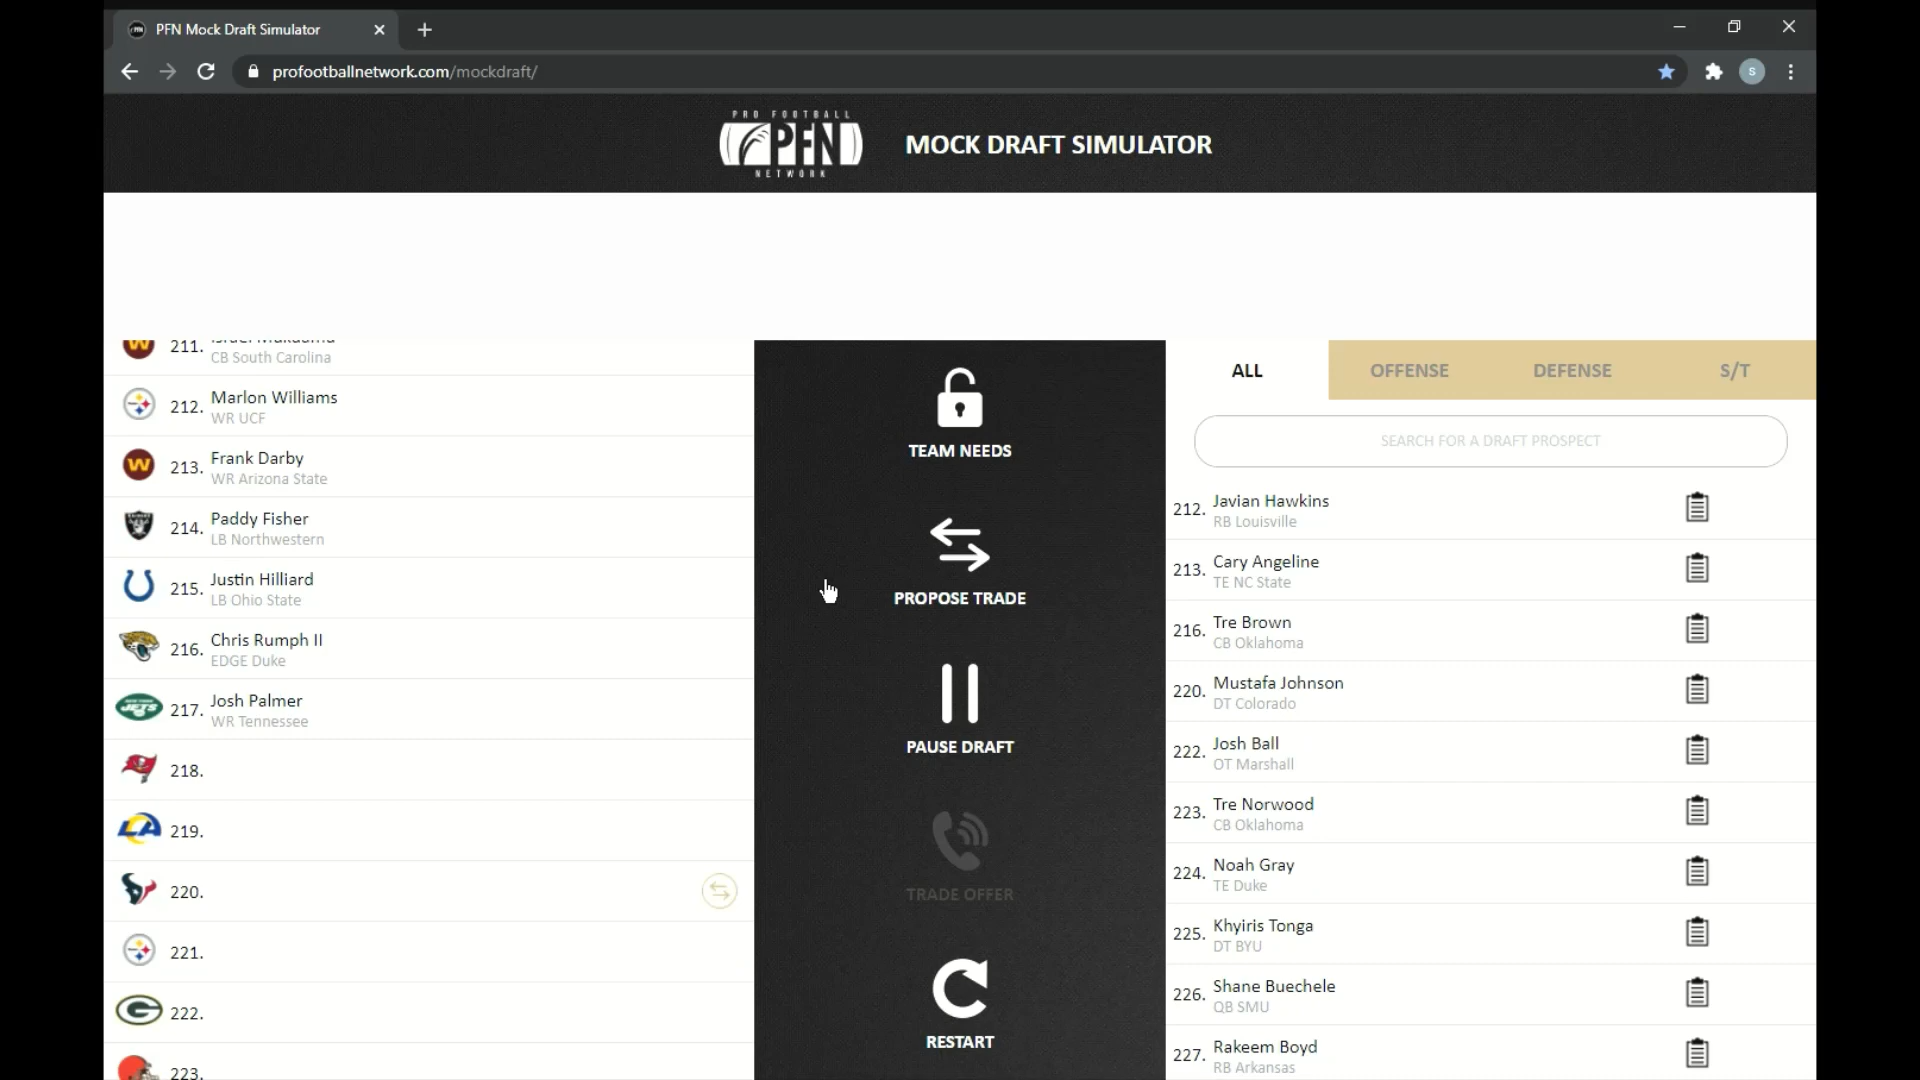 PFN Mock Draft Simulator
profootballnetwork.com/mockdraft/
S
PRO FOOTBALL
PFN
NETWORK
MOCK DRAFT SIMULATOR
211.
CB South Carolina
212. Marlon Williams
WR UCF
213. Frank Darby
WR Arizona State
214. Paddy Fisher
LB Northwestern
215. Justin Hilliard
LB Ohio State
216. Chris Rumph II
EDGE Duke
217. Josh Palmer
WR Tennessee
218.
219.
220.
221.
222.
223.
TEAM NEEDS
PROPOSE TRADE
PAUSE DRAFT
TRADE OFFER
RESTART
ALL OFFENSE DEFENSE S/T
SEARCH FOR A DRAFT PROSPECT
212. Javian Hawkins
RB Louisville
213. Cary Angeline
TE NC State
216. Tre Brown
CB Oklahoma
220. Mustafa Johnson
DT Colorado
222. Josh Ball
OT Marshall
223. Tre Norwood
CB Oklahoma
224. Noah Gray
TE Duke
225. Khyiris Tonga
DT BYU
226. Shane Buechele
QB SMU
227. Rakeem Boyd
RB Arkansas